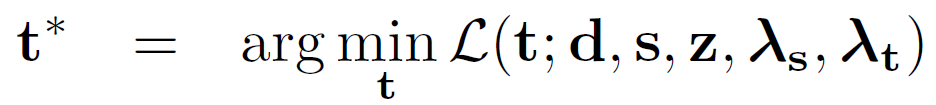 t* = arg min_t ℒ(t; d, s, z, λ_s, λ_t)